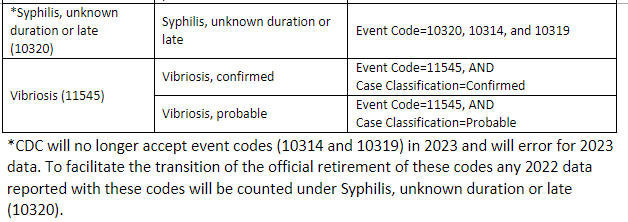 *Syphilis, unknown
duration or late
(10320)
Syphilis, unknown duration or
late
Event Code=10320, 10314, and 10319
Vibriosis (11545)
Vibriosis, confirmed
Event Code=11545, AND
Case Classification=Confirmed
Vibriosis, probable
Event Code=11545, AND
Case Classification=Probable
*CDC will no longer accept event codes (10314 and 10319) in 2023 and will error for 2023
data. To facilitate the transition of the official retirement of these codes any 2022 data
reported with these codes will be counted under Syphilis, unknown duration or late
(10320).